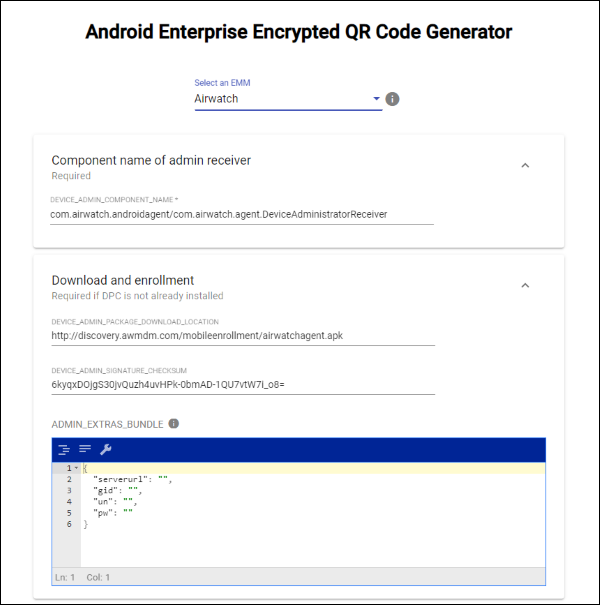 Android Enterprise Encrypted QR Code Generator
Select an EMM
Airwatch
Component name of admin receiver
Required
DEVICE_ADMIN_COMPONENT_NAME *
com.airwatch.androidagent/com.airwatch.agent.DeviceAdministratorReceiver
Download and enrollment
Required if DPC is not already installed
DEVICE_ADMIN_PACKAGE_DOWNLOAD_LOCATION
http://discovery.awmdm.com/mobileenrollment/airwatchagent.apk
DEVICE_ADMIN_SIGNATURE_CHECKSUM
6kyqxDOjgS30jvQuzh4uvHPk-0bmAD-1QU7vtW7i_o8=
ADMIN_EXTRAS_BUNDLE
1 {
2 "serverurl": "",
3 "gid": "",
4 "un": "",
5 "pw": ""
6 }
Ln: 1 Col: 1